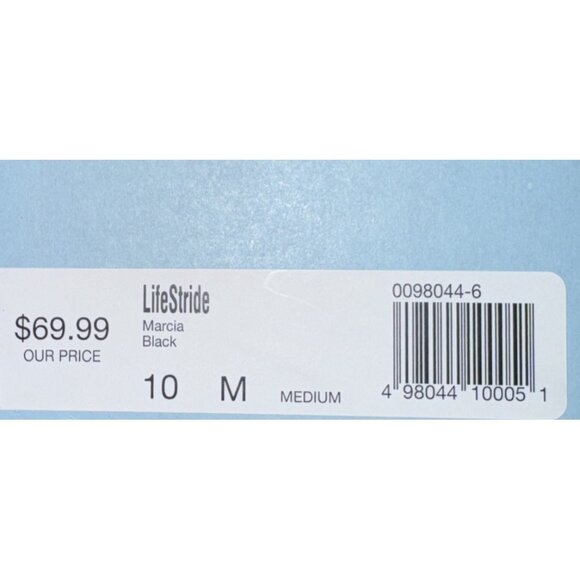 $69.99
OUR PRICE
LifeStride
Marcia
Black
10 M MEDIUM
0098044-6
4 98044 10005 1